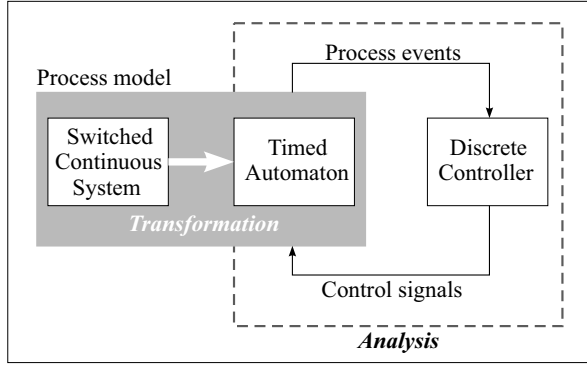 Process events
Process model
Switched
Continuous
System
Timed
Automaton
Discrete
Controller
Transformation
Control signals
Analysis